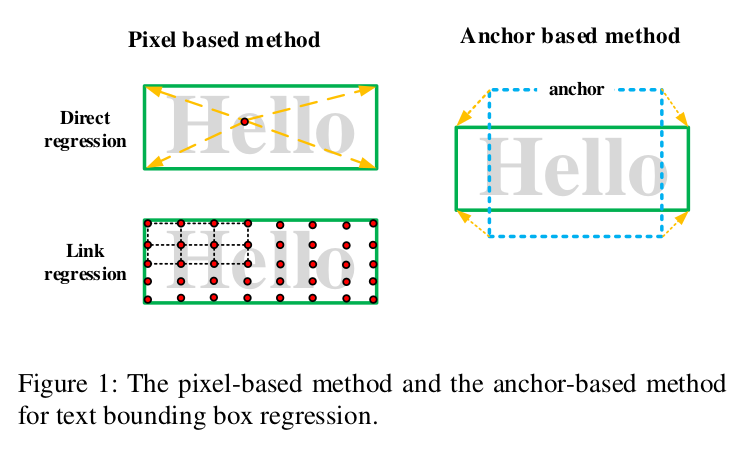 Pixel based method
Anchor based method
Direct
regression
Hello
anchor
Hello
Link
regression
Hello
Figure 1: The pixel-based method and the anchor-based method
for text bounding box regression.